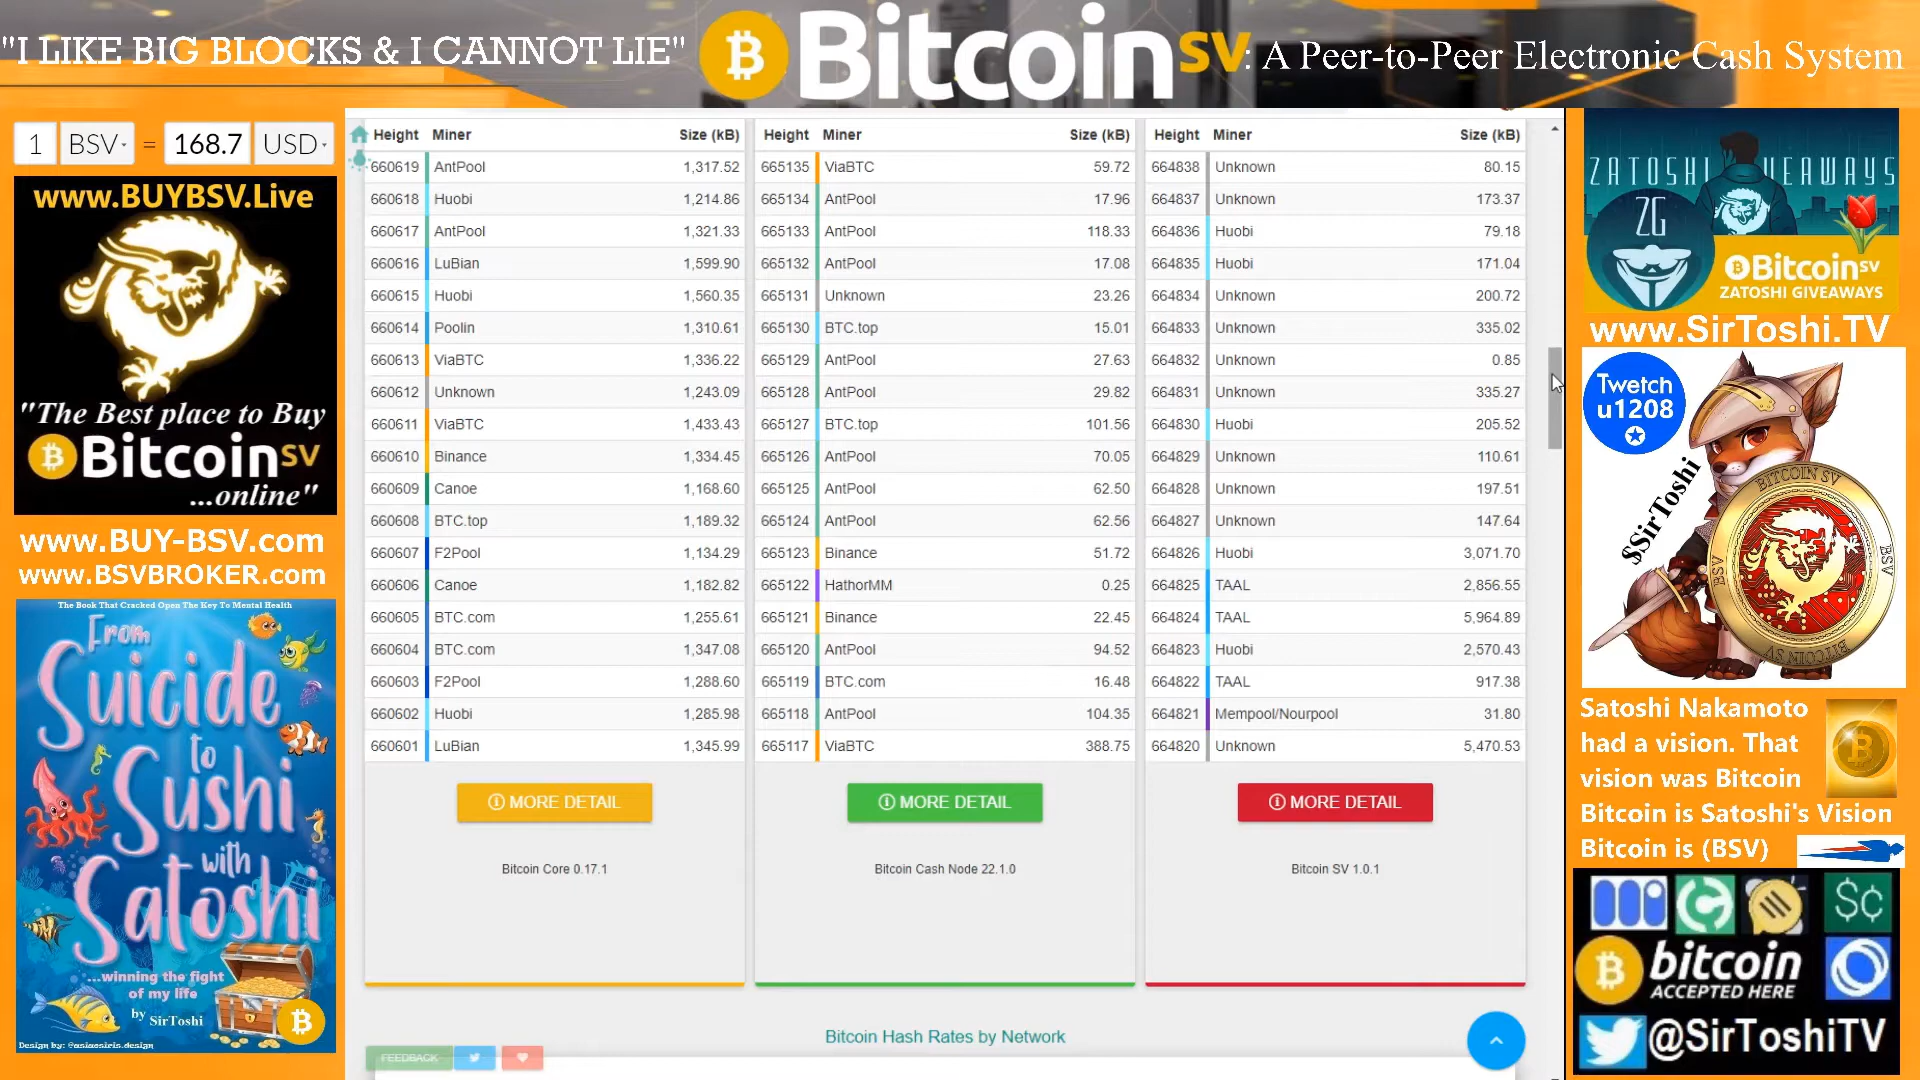 "I LIKE BIG BLOCKS & I CANNOT LIE"
Bitcoin SV : A Peer-to-Peer Electronic Cash System
1 BSV = 168.7 USD
www.BUYBSV.Live
"The Best place to Buy
Bitcoin SV
...online"
www.BUY-BSV.com
www.BSVBROKER.com
The Book That Cracked Open The Key To Mental Health
From
Suicide
to
Sushi
with
Satoshi
...winning the fight
of my life
by SirToshi
Design by: @asiaosiris.design
Height Miner Size (kB)
660619 AntPool 1,317.52
660618 Huobi 1,214.86
660617 AntPool 1,321.33
660616 LuBian 1,599.90
660615 Huobi 1,560.35
660614 Poolin 1,310.61
660613 ViaBTC 1,336.22
660612 Unknown 1,243.09
660611 ViaBTC 1,433.43
660610 Binance 1,334.45
660609 Canoe 1,168.60
660608 BTC.top 1,189.32
660607 F2Pool 1,134.29
660606 Canoe 1,182.82
660605 BTC.com 1,255.61
660604 BTC.com 1,347.08
660603 F2Pool 1,288.60
660602 Huobi 1,285.98
660601 LuBian 1,345.99
MORE DETAIL
Bitcoin Core 0.17.1
Height Miner Size (kB)
665135 ViaBTC 59.72
665134 AntPool 17.96
665133 AntPool 118.33
665132 AntPool 17.08
665131 Unknown 23.26
665130 BTC.top 15.01
665129 AntPool 27.63
665128 AntPool 29.82
665127 BTC.top 101.56
665126 AntPool 70.05
665125 AntPool 62.50
665124 AntPool 62.56
665123 Binance 51.72
665122 HathorMM 0.25
665121 Binance 22.45
665120 AntPool 94.52
665119 BTC.com 16.48
665118 AntPool 104.35
665117 ViaBTC 388.75
MORE DETAIL
Bitcoin Cash Node 22.1.0
Height Miner Size (kB)
664838 Unknown 80.15
664837 Unknown 173.37
664836 Huobi 79.18
664835 Huobi 171.04
664834 Unknown 200.72
664833 Unknown 335.02
664832 Unknown 0.85
664831 Unknown 335.27
664830 Huobi 205.52
664829 Unknown 110.61
664828 Unknown 197.51
664827 Unknown 147.64
664826 Huobi 3,071.70
664825 TAAL 2,856.55
664824 TAAL 5,964.89
664823 Huobi 2,570.43
664822 TAAL 917.38
664821 Mempool/Nourpool 31.80
664820 Unknown 5,470.53
MORE DETAIL
Bitcoin SV 1.0.1
Bitcoin Hash Rates by Network
FEEDBACK
ZG
Bitcoin SV
ZATOSHI GIVEAWAYS
www.SirToshi.TV
Twetch
u1208
$SirToshi
BITCOIN SV
BSV
BSV
BITCOIN SV
Satoshi Nakamoto
had a vision. That
vision was Bitcoin
Bitcoin is Satoshi's Vision
Bitcoin is (BSV)
$C
bitcoin
ACCEPTED HERE
@SirToshiTV